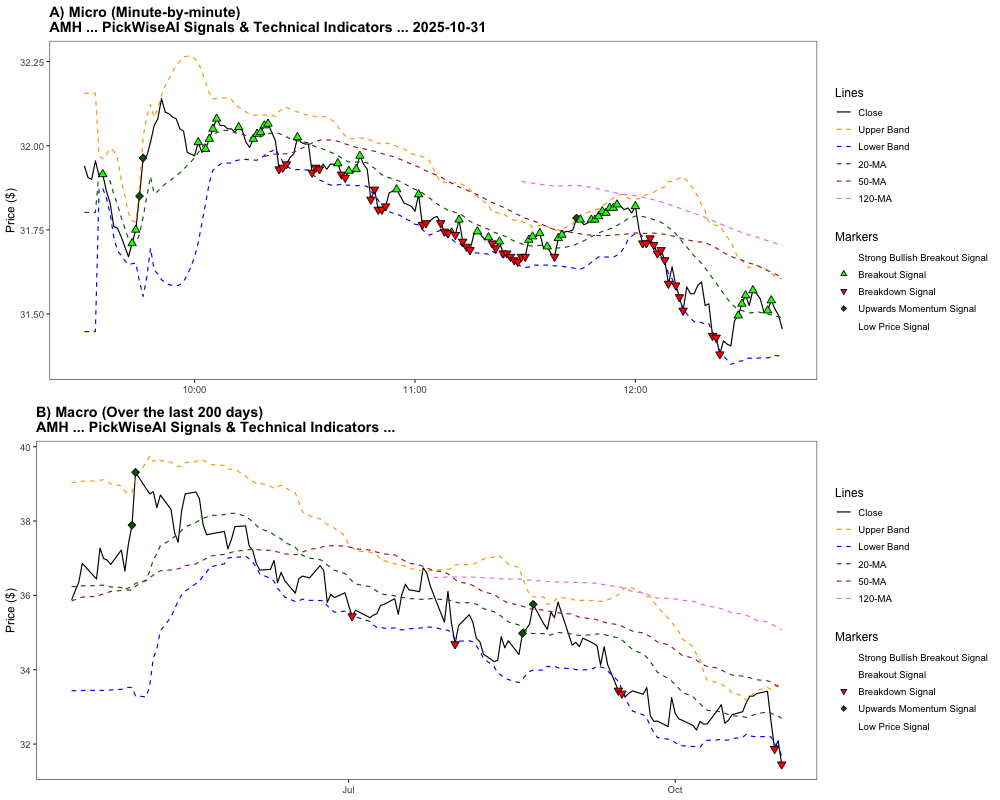 A) Micro (Minute-by-minute)
AMH ... PickWiseAI Signals & Technical Indicators ... 2025-10-31
Price ($)
32.25
32.00
31.75
31.50
10:00
11:00
12:00
Lines
Close
Upper Band
Lower Band
20-MA
50-MA
120-MA
Markers
Strong Bullish Breakout Signal
Breakout Signal
Breakdown Signal
Upwards Momentum Signal
Low Price Signal
B) Macro (Over the last 200 days)
AMH ... PickWiseAI Signals & Technical Indicators ...
Price ($)
40
38
36
34
32
Jul
Oct
Lines
Close
Upper Band
Lower Band
20-MA
50-MA
120-MA
Markers
Strong Bullish Breakout Signal
Breakout Signal
Breakdown Signal
Upwards Momentum Signal
Low Price Signal